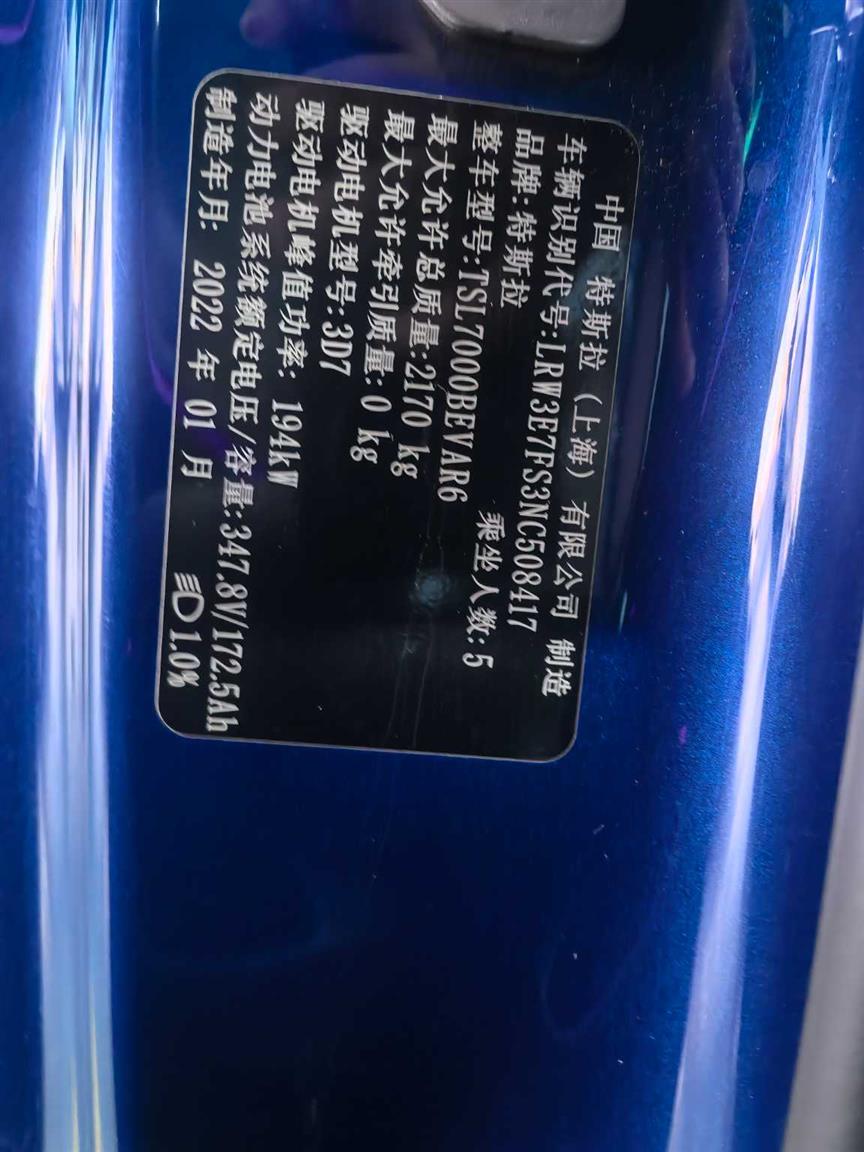 中国 特斯拉（上海）有限公司 制造
车辆识别代号:LRW3E7FS3NC508417
品牌:特斯拉
整车型号:TSL7000BEVAR6 乘坐人数:5
最大允许总质量:2170 kg
最大允许牵引质量:0 kg
驱动电机型号:3D7
驱动电机峰值功率: 194kW
动力电池系统额定电压/容量:347.8V/172.5Ah
制造年月: 2022 年 01 月 1.0%